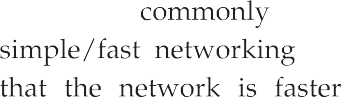 commonly
simple/fast networking
that the network is faster